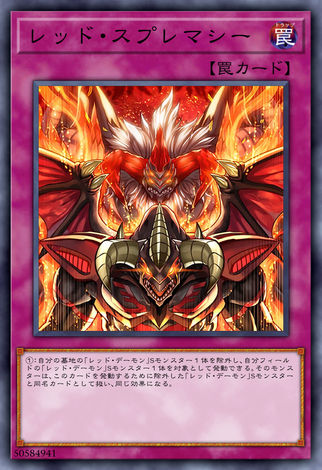 レッド・スプレマシー
トラップ
罠
【罠カード】
①:自分の墓地の「レッド・デーモン」Sモンスター1体を除外し、自分フィール
ドの「レッド・デーモン」Sモンスター1体を対象として発動できる。そのモンス
ターは、このカードを発動するために除外した「レッド・デーモン」Sモンスター
と同名カードとして扱い、同じ効果になる。
50584941